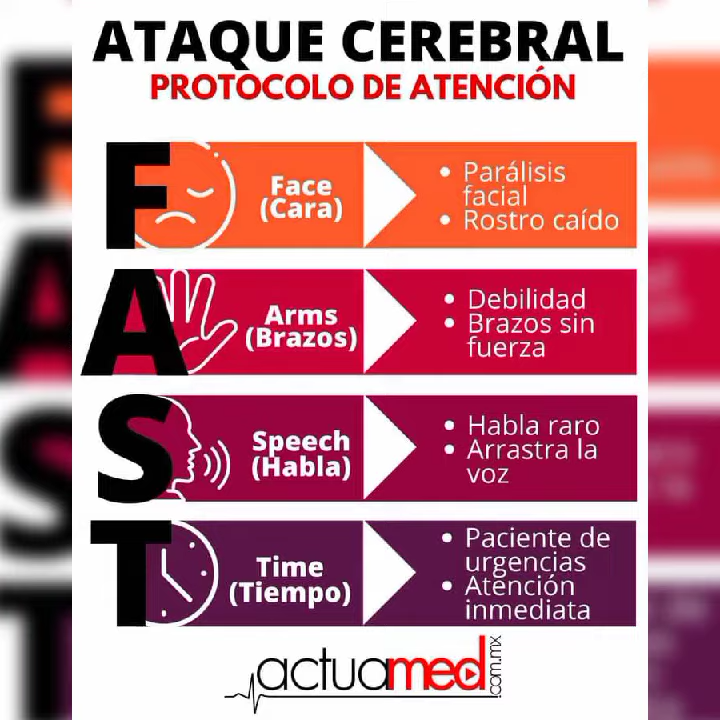 ATAQUE CEREBRAL
PROTOCOLO DE ATENCIÓN
F
Face
(Cara)
• Parálisis
facial
• Rostro caído
A
Arms
(Brazos)
• Debilidad
• Brazos sin
fuerza
S
Speech
(Habla)
• Habla raro
• Arrastra la
voz
T
Time
(Tiempo)
• Paciente de
urgencias
• Atención
inmediata
actuamed
.com.mx